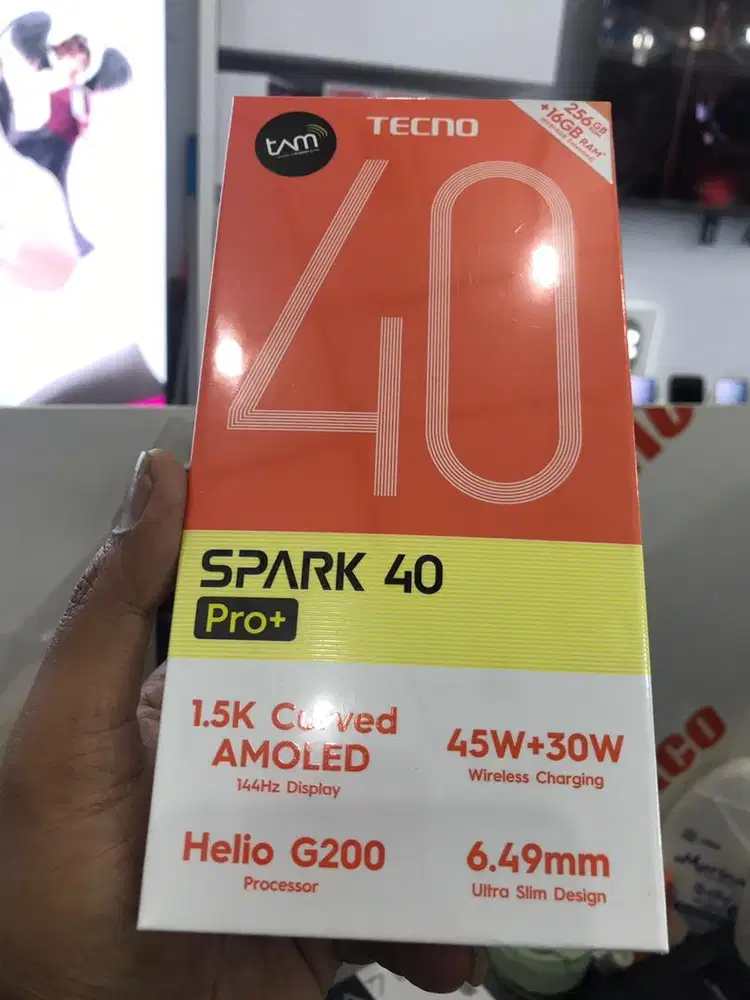 tam
TECNO
256GB
+16GB RAM*
40
SPARK 40
Pro+
1.5K Curved
AMOLED
144Hz Display
45W+30W
Wireless Charging
Helio G200
Processor
6.49mm
Ultra Slim Design